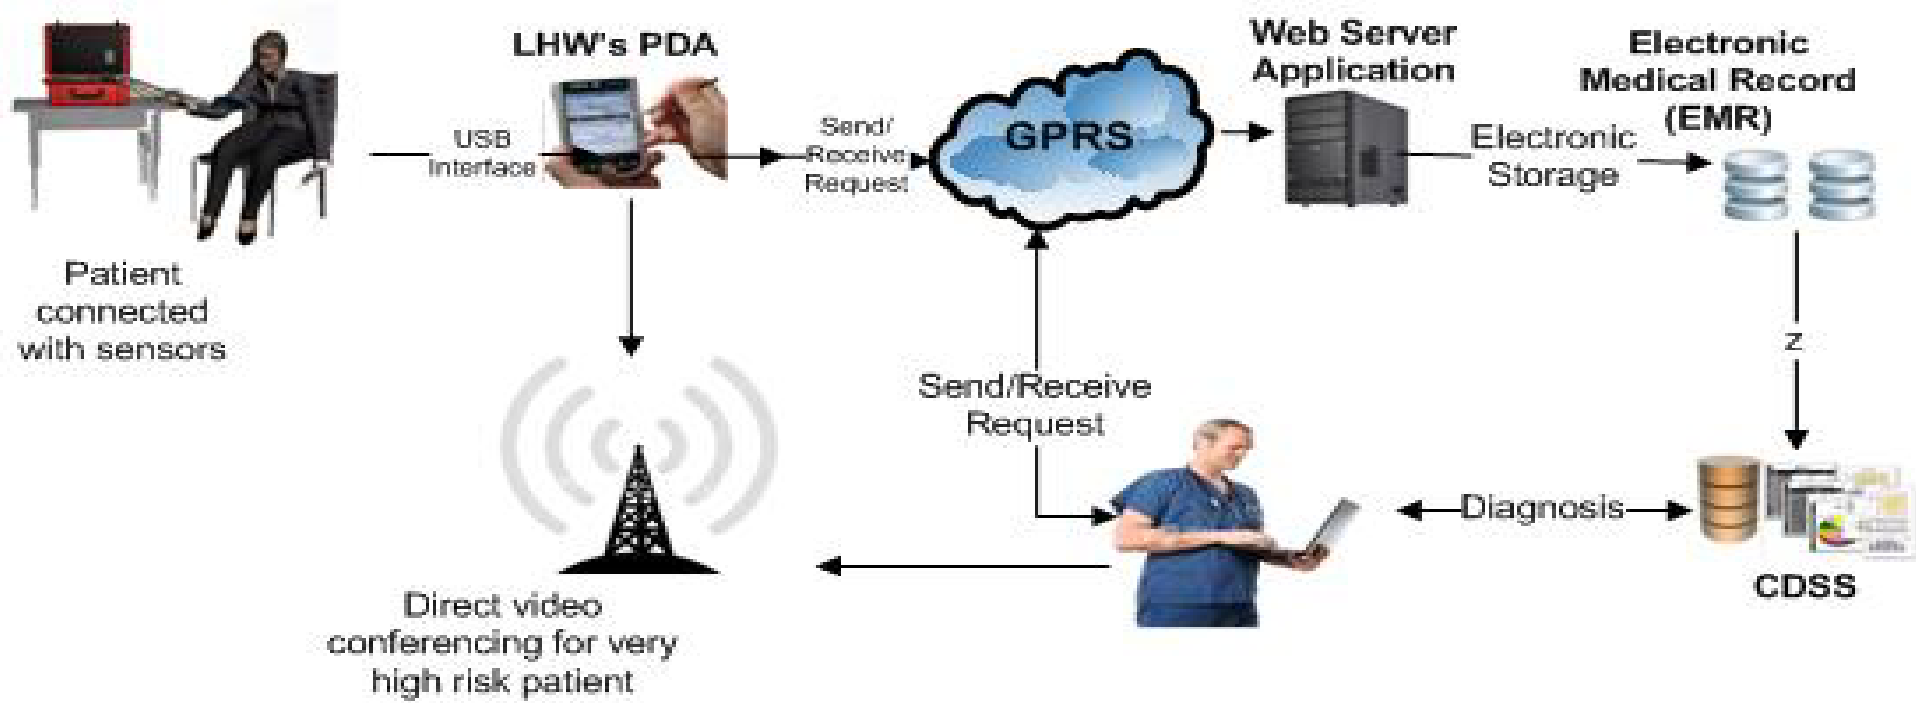 LHW's PDA
Web Server
Application
Electronic
Medical Record
(EMR)
USB
Interface
Send/
Receive
Request
GPRS
Electronic
Storage
Patient
connected
with sensors
z
Send/Receive
Request
Diagnosis
CDSS
Direct video
conferencing for very
high risk patient